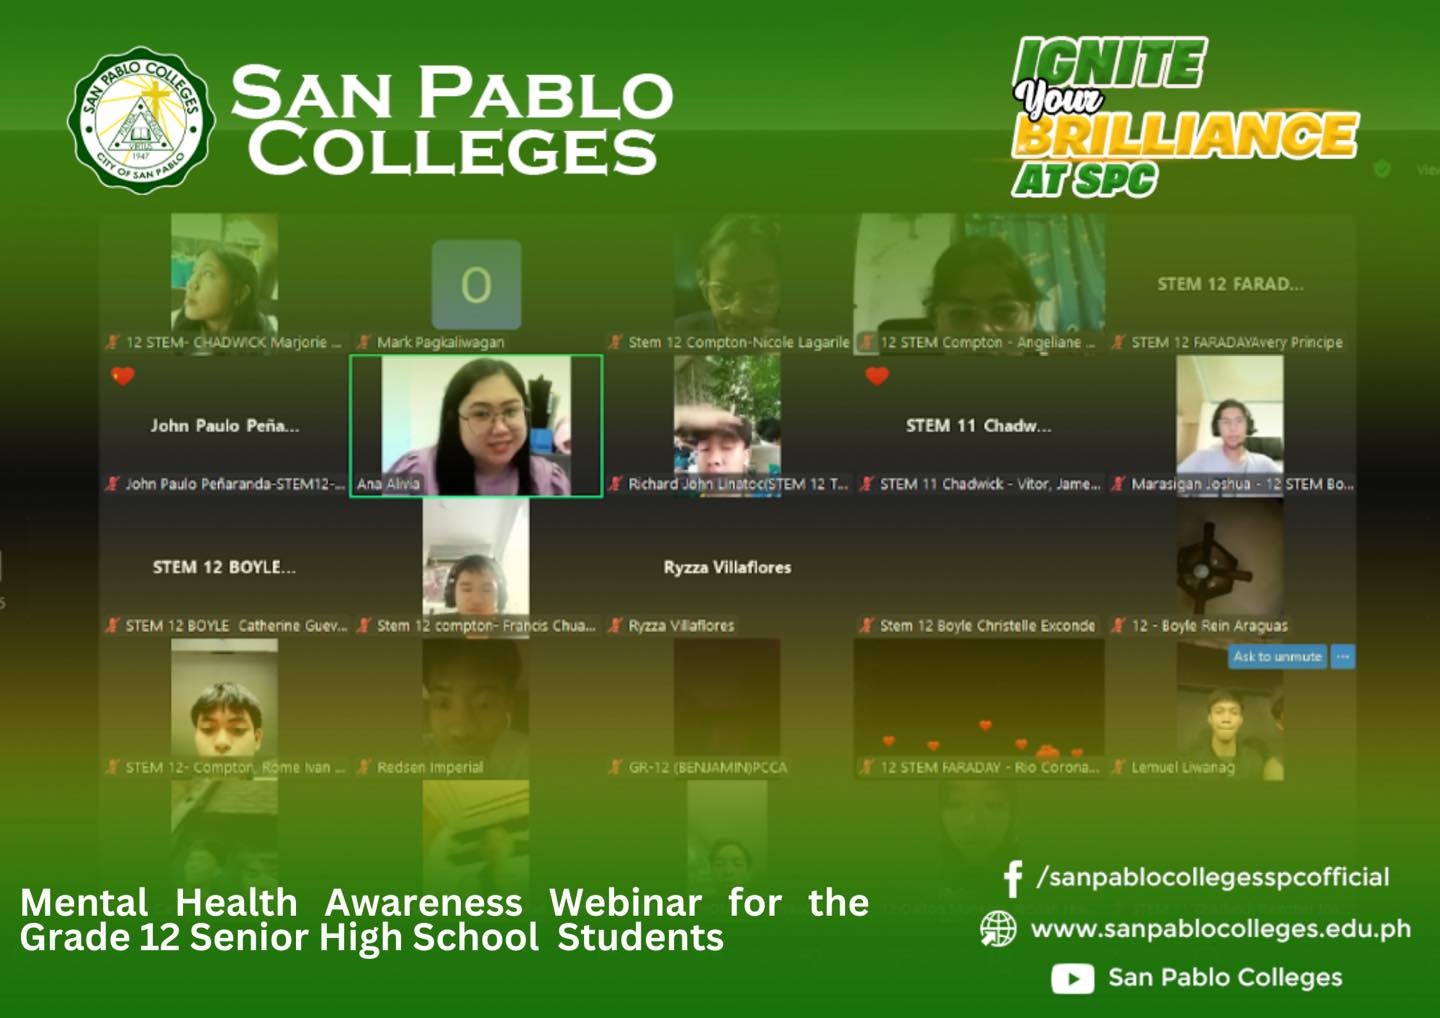 SAN PABLO COLLEGES
CITY OF SAN PABLO
1947
SAN PABLO
COLLEGES
IGNITE
Your
BRILLIANCE
AT SPC
O
STEM 12 FARAD...
12 STEM- CHADWICK Marjorie ...
Mark Pagkaliwagan
Stem 12 Compton-Nicole Lagarile
12 STEM Compton - Angeliane ...
STEM 12 FARADAYAvery Principe
John Paulo Peña...
STEM 11 Chadw...
John Paulo Peñaranda-STEM12-...
Ana Alivia
Richard John Linatoc(STEM 12 T...
STEM 11 Chadwick - Vitor, Jame...
Marasigan Joshua - 12 STEM Bo...
STEM 12 BOYLE...
Ryzza Villaflores
STEM 12 BOYLE Catherine Guev...
Stem 12 compton- Francis Chua...
Ryzza Villaflores
Stem 12 Boyle Christelle Exconde
12 - Boyle Rein Araguas
Ask to unmute
STEM 12- Compton, Rome Ivan ...
Redsen Imperial
GR-12 (BENJAMIN)PCCA
12 STEM FARADAY - Rio Corona...
Lemuel Liwanag
Mental Health Awareness Webinar for the
Grade 12 Senior High School Students
/sanpablocollegesspcofficial
www.sanpablocolleges.edu.ph
San Pablo Colleges